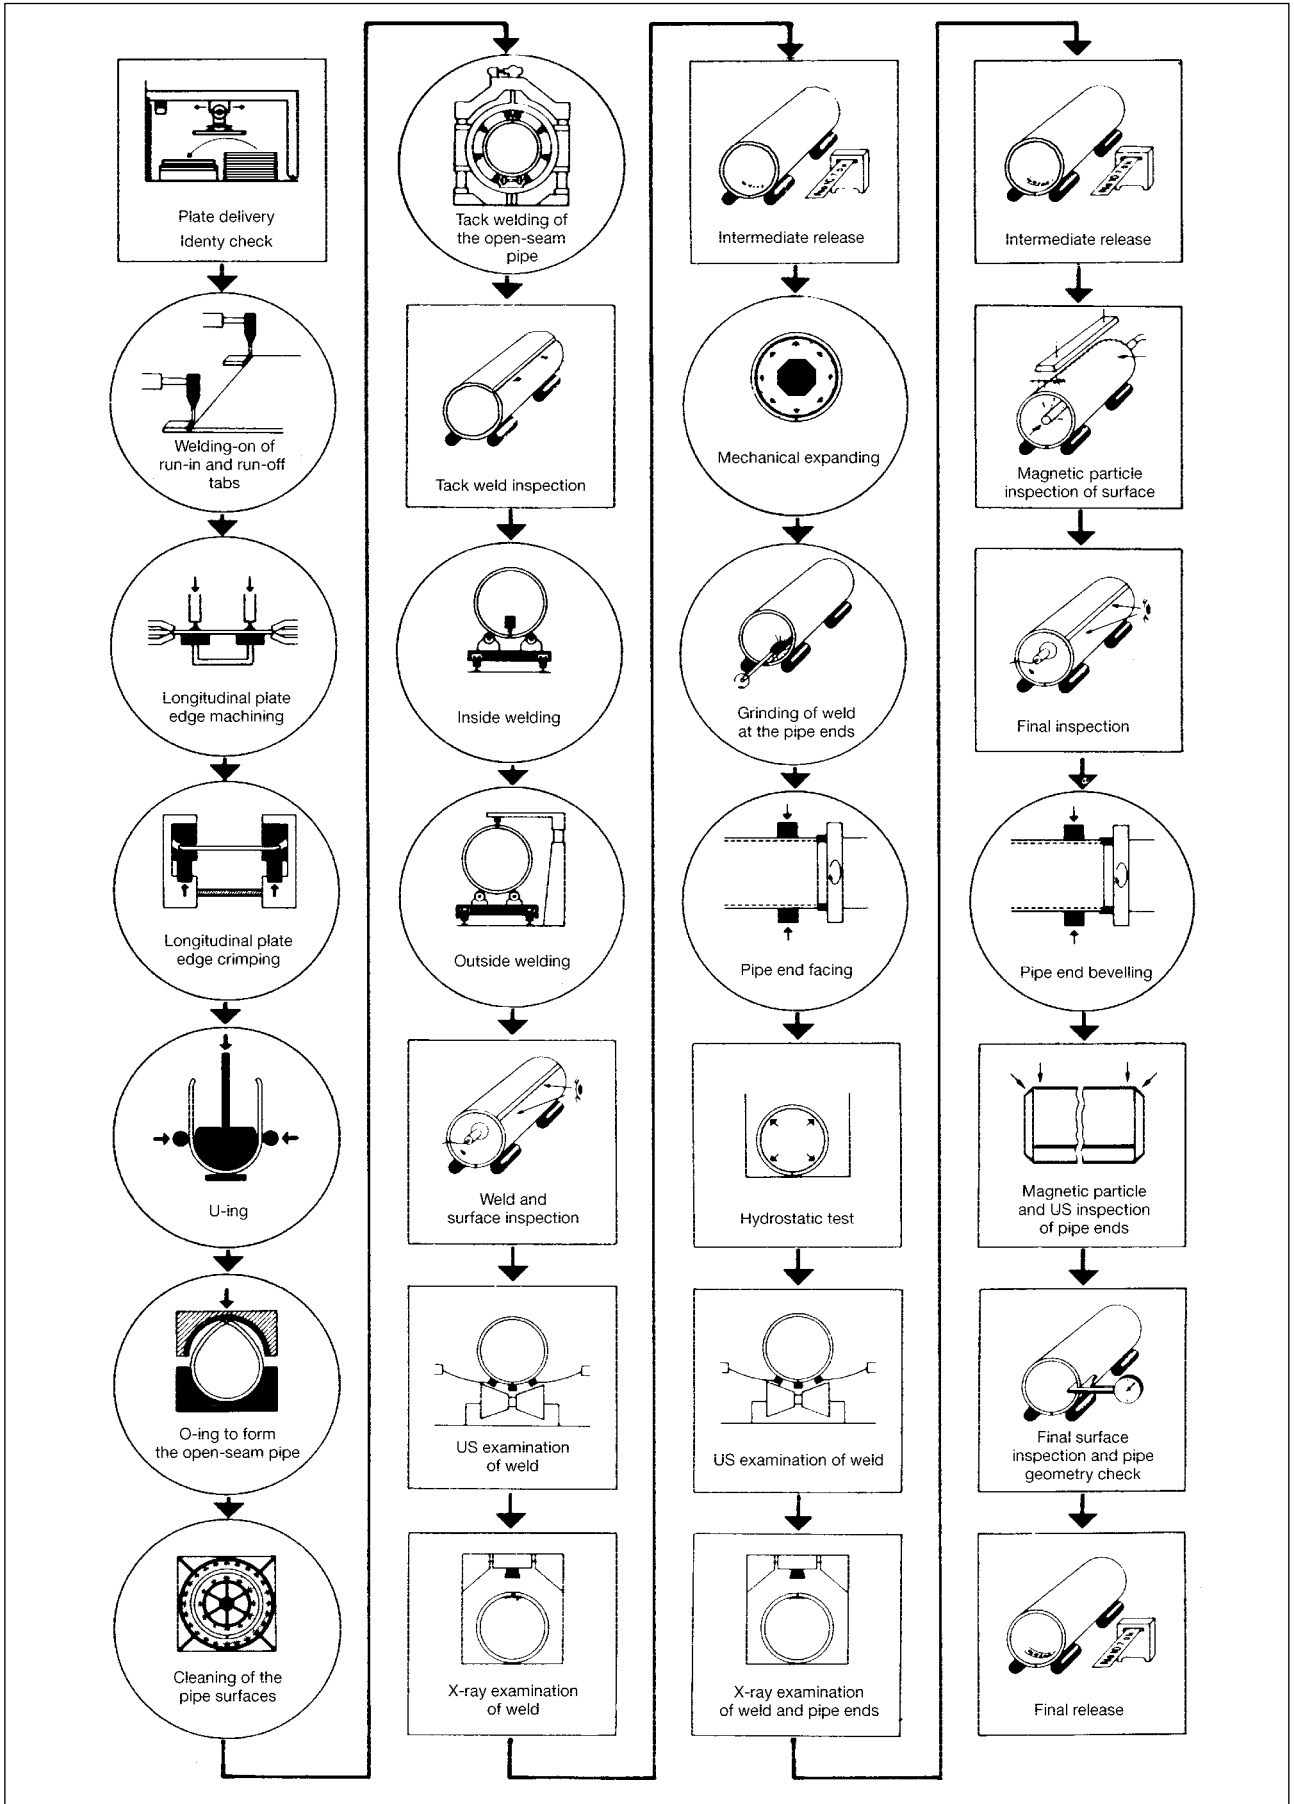 Plate delivery
Identy check
Welding-on of
run-in and run-off
tabs
Longitudinal plate
edge machining
Longitudinal plate
edge crimping
U-ing
O-ing to form
the open-seam pipe
Cleaning of the
pipe surfaces
Tack welding of
the open-seam
pipe
Tack weld inspection
Inside welding
Outside welding
Weld and
surface inspection
US examination
of weld
X-ray examination
of weld
Intermediate release
Mechanical expanding
Grinding of weld
at the pipe ends
Pipe end facing
Hydrostatic test
US examination of weld
X-ray examination
of weld and pipe ends
Intermediate release
Magnetic particle
inspection of surface
Final inspection
Pipe end bevelling
Magnetic particle
and US inspection
of pipe ends
Final surface
inspection and pipe
geometry check
Final release